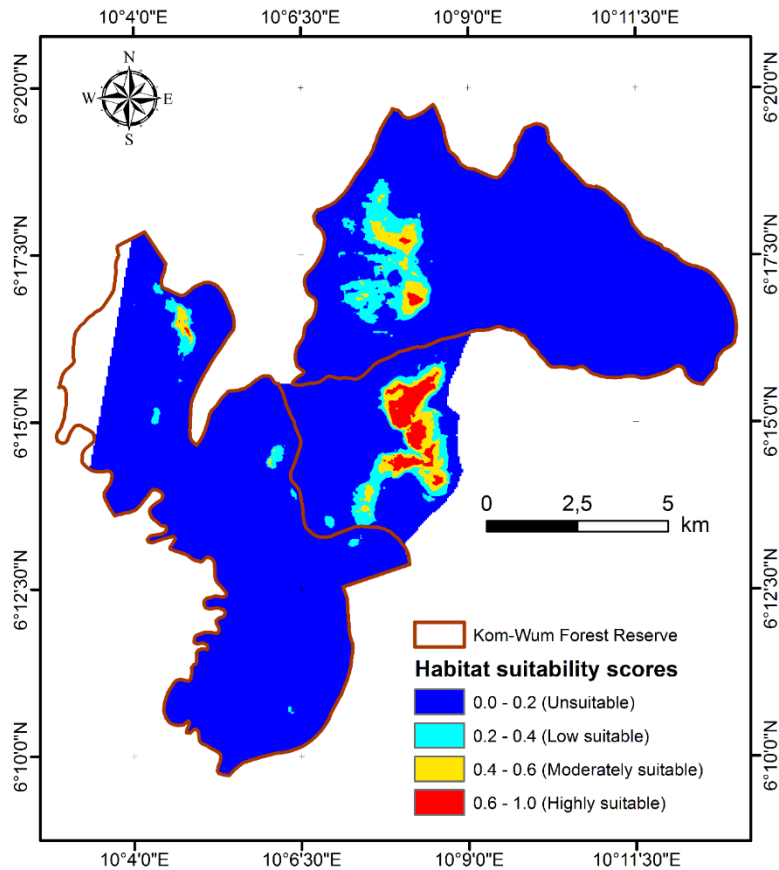 10°4'0"E 10°6'30"E 10°9'0"E 10°11'30"E
6°20'0"N 6°20'0"N
N
W E
S
6°17'30"N 6°17'30"N
6°15'0"N 6°15'0"N
0 2,5 5
km
6°12'30"N 6°12'30"N
Kom-Wum Forest Reserve
Habitat suitability scores
0.0 - 0.2 (Unsuitable)
0.2 - 0.4 (Low suitable)
6°10'0"N 6°10'0"N
0.4 - 0.6 (Moderately suitable)
0.6 - 1.0 (Highly suitable)
10°4'0"E 10°6'30"E 10°9'0"E 10°11'30"E